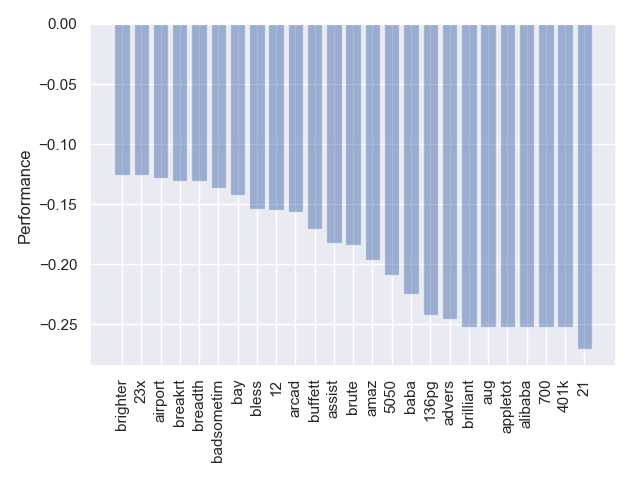 0.00
−0.05
−0.10
−0.15
−0.20
−0.25
Performance
brighter
23x
airport
breakrt
breadth
badsometim
bay
bless
12
arcad
buffett
assist
brute
amaz
5050
baba
136pg
advers
brilliant
aug
appletot
alibaba
700
401k
21